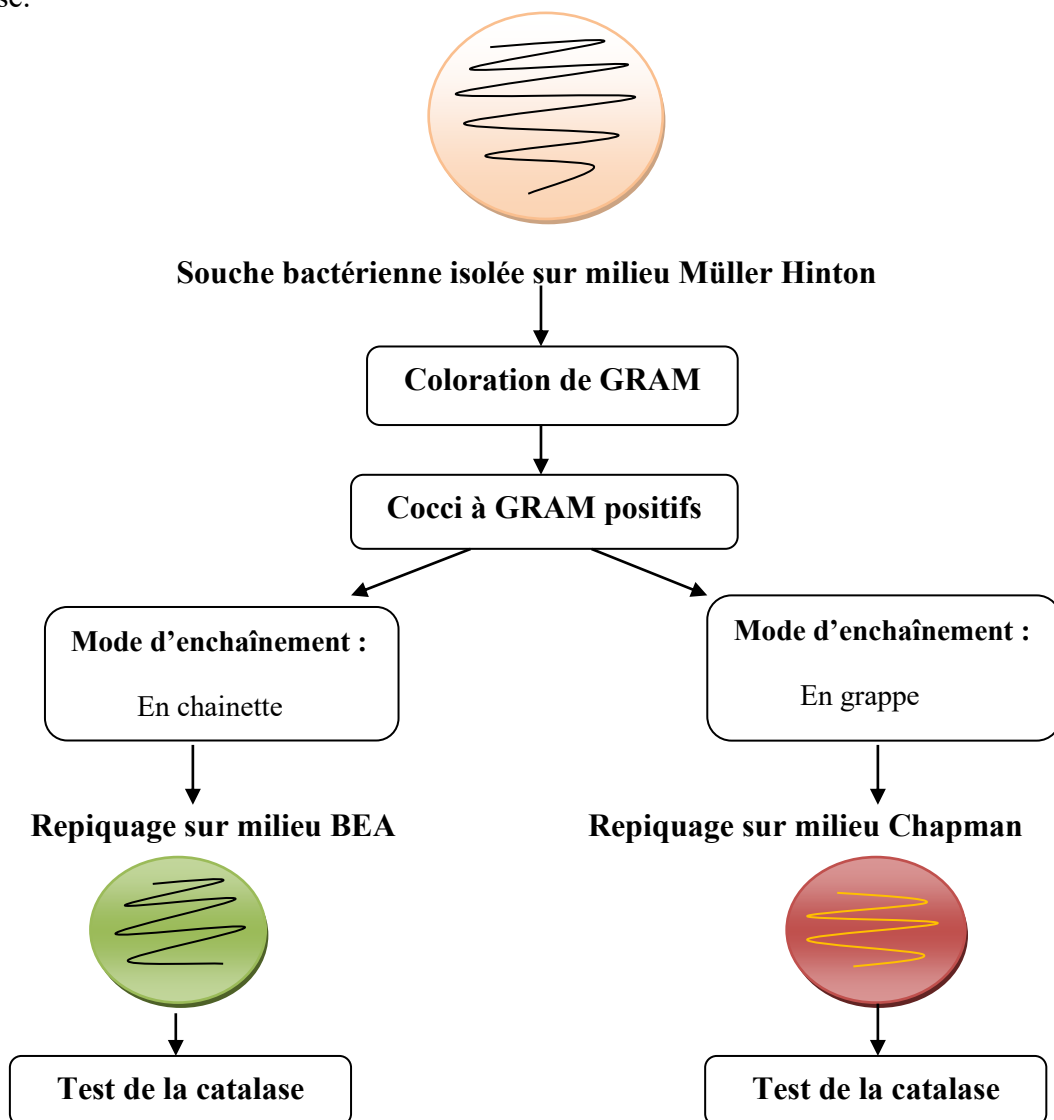 se.
Souche bactérienne isolée sur milieu Müller Hinton
Coloration de GRAM
Cocci à GRAM positifs
Mode d’enchaînement :
En chainette
Mode d’enchaînement :
En grappe
Repiquage sur milieu BEA
Repiquage sur milieu Chapman
Test de la catalase
Test de la catalase